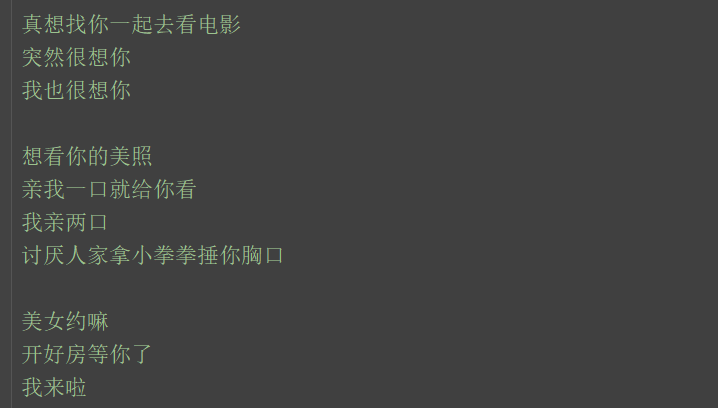 真想找你一起去看电影
突然很想你
我也很想你

想看你的美照
亲我一口就给你看
我亲两口
讨厌人家拿小拳拳捶你胸口

美女约嘛
开好房等你了
我来啦